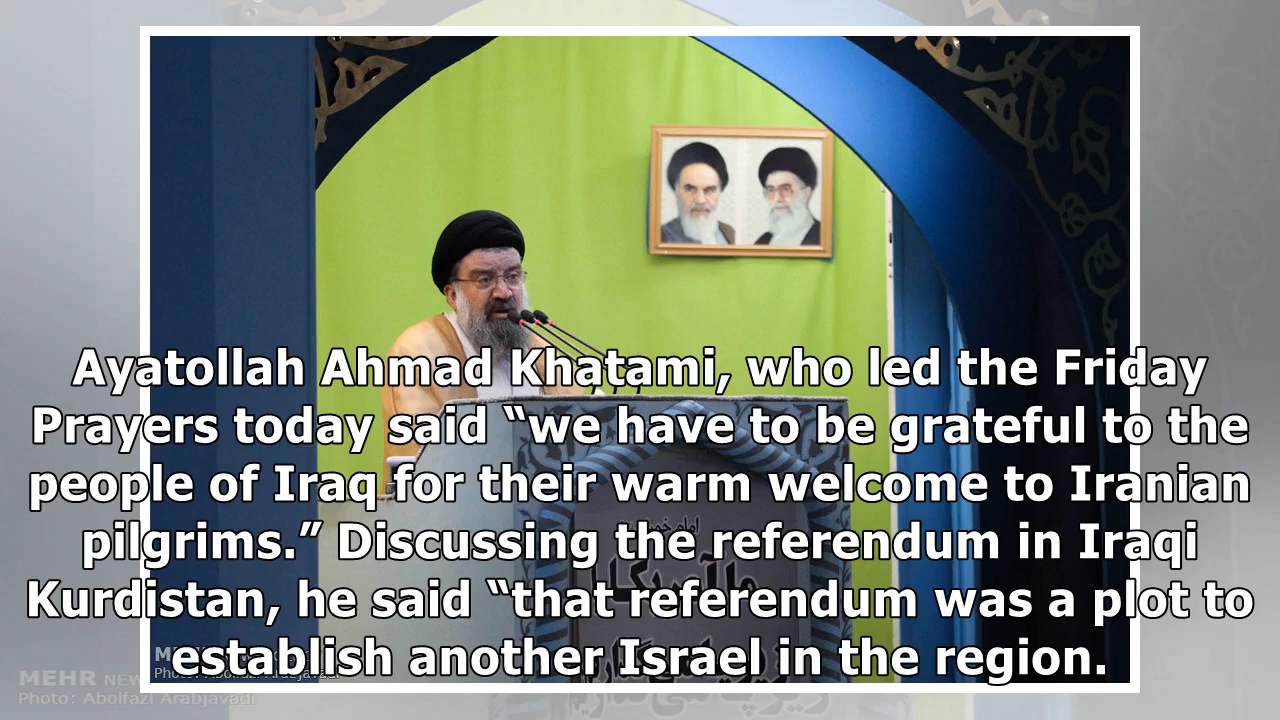 Ayatollah Ahmad Khatami, who led the Friday
Prayers today said “we have to be grateful to the
people of Iraq for their warm welcome to Iranian
pilgrims.” Discussing the referendum in Iraqi
Kurdistan, he said “that referendum was a plot to
establish another Israel in the region.
MEHR NEWS
Photo: Abolfazl Arabjavadi